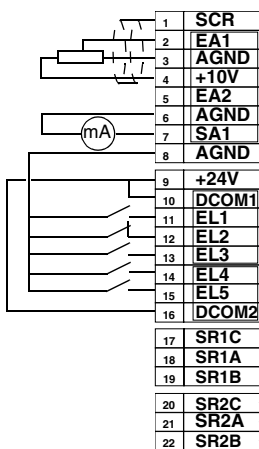 1 SCR
2 EA1
3 AGND
4 +10V
5 EA2
6 AGND
mA
7 SA1
8 AGND
9 +24V
10 DCOM1
11 EL1
12 EL2
13 EL3
14 EL4
15 EL5
16 DCOM2
17 SR1C
18 SR1A
19 SR1B
20 SR2C
21 SR2A
22 SR2B